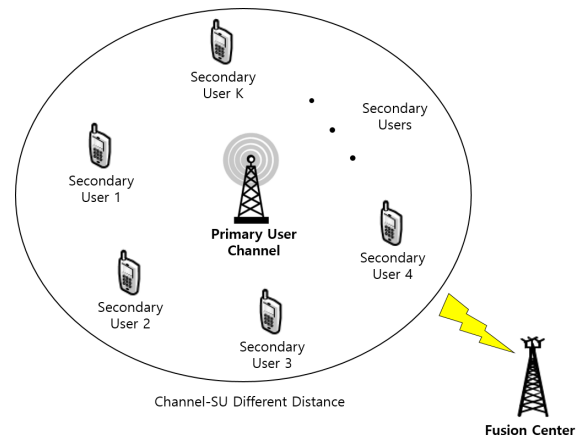 Secondary
User K
Secondary
Users
Secondary
User 1
Primary User
Channel
Secondary
User 4
Secondary
User 2
Secondary
User 3
Channel-SU Different Distance
Fusion Center